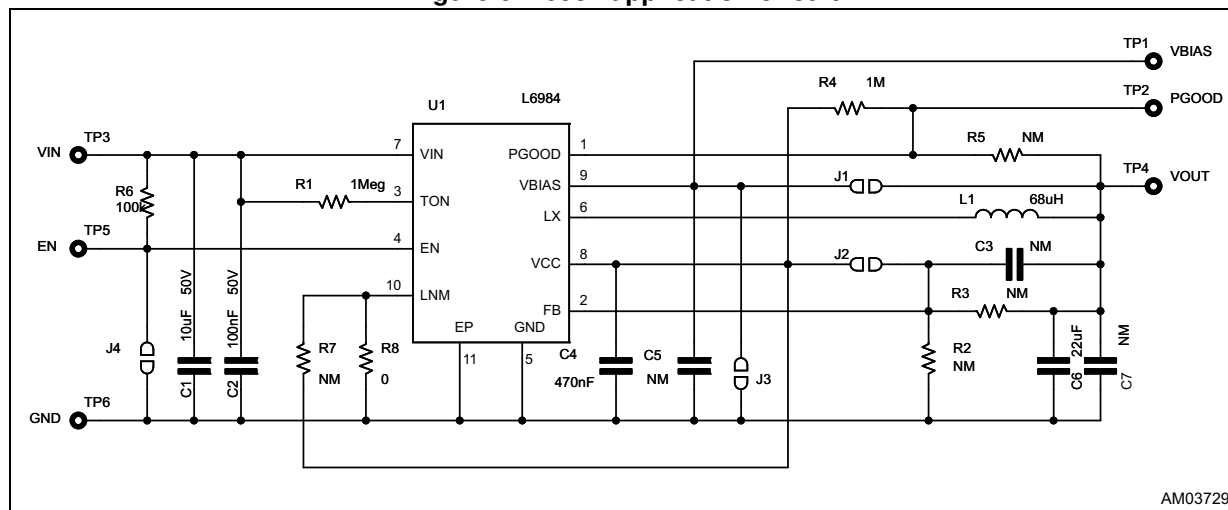 TP1
VBIAS
R4
1M
TP2
PGOOD
U1
L6984
TP3
VIN
7
VIN
PGOOD
1
R5
NM
R6
100k
R1
1Meg
3
TON
VBIAS
9
J1
TP4
VOUT
LX
6
L1
68uH
TP5
EN
4
EN
VCC
8
J2
C3
NM
10
LNM
FB
2
R3
NM
EP
GND
J4
10uF 50V
C1
100nF 50V
C2
R7
NM
R8
0
11
5
C4
470nF
C5
NM
J3
R2
NM
22uF
C6
NM
C7
TP6
GND
AM03729